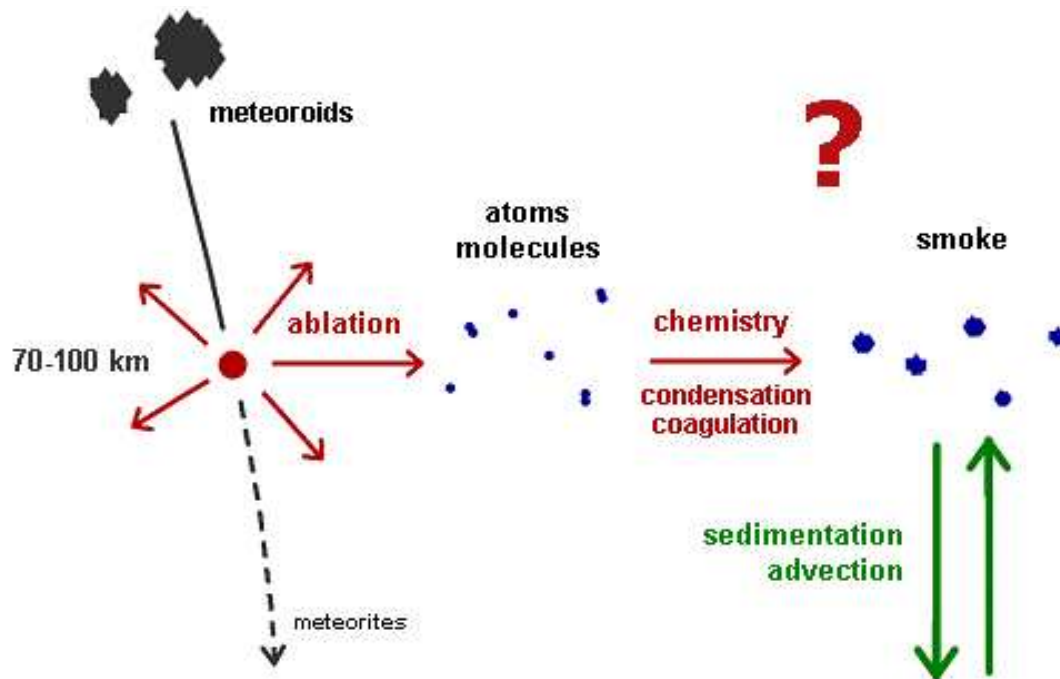 meteoroids
?
atoms
molecules
smoke
ablation
chemistry
70-100 km
condensation
coagulation
sedimentation
advection
meteorites